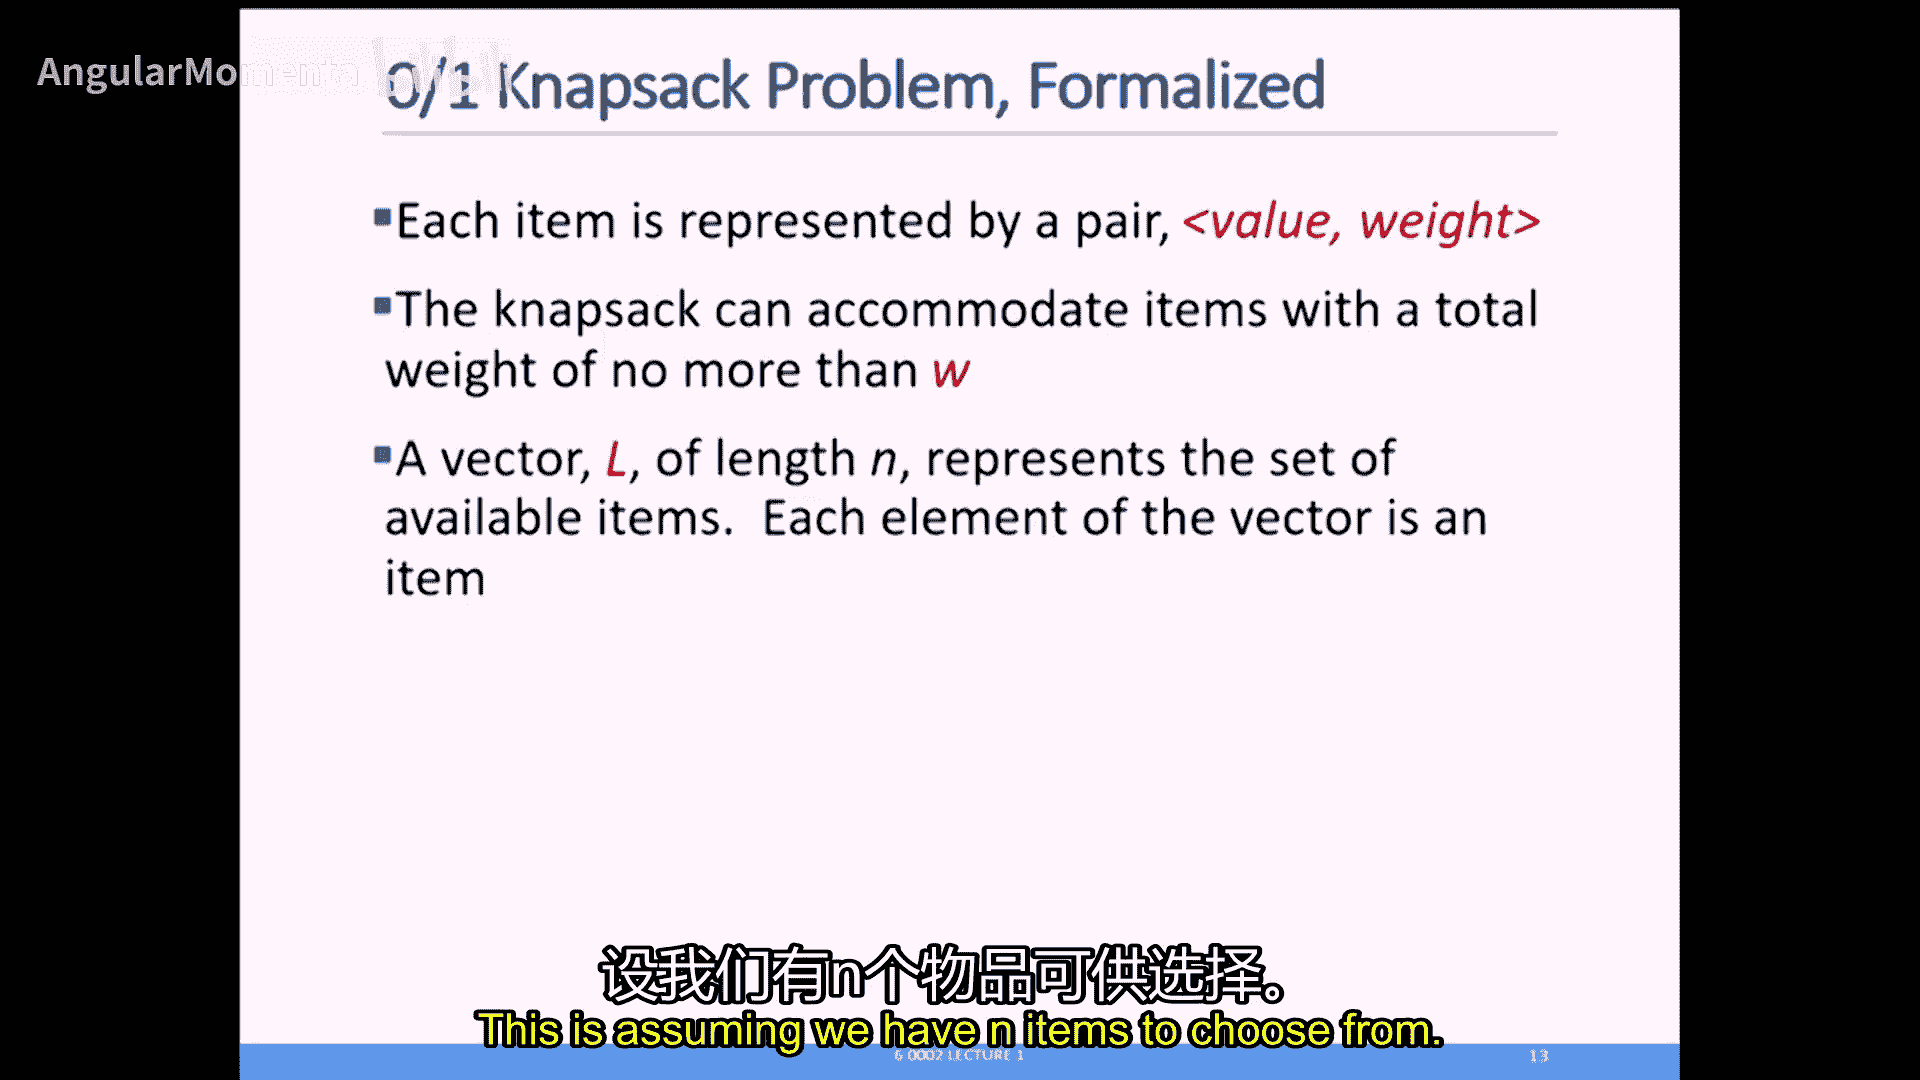 AngularMomenta
0/1 Knapsack Problem, Formalized
▪Each item is represented by a pair, <value, weight>
▪The knapsack can accommodate items with a total
weight of no more than w
▪A vector, L, of length n, represents the set of
available items. Each element of the vector is an
item
设我们有n个物品可供选择。
This is assuming we have n items to choose from.
6 0002 LECTURE 1
13